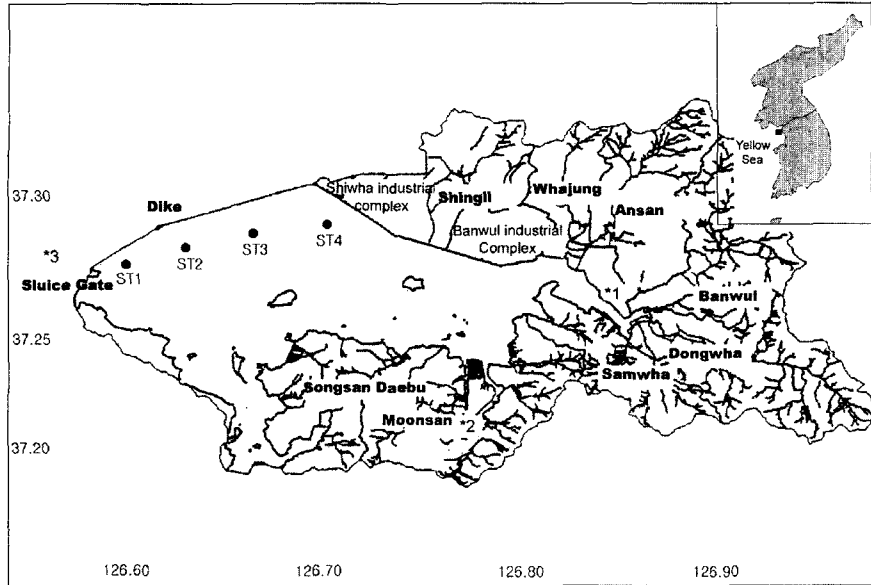 Yellow
Sea
37.30
Shiwha industrial
complex
Shingil
Whajung
Ansan
Dike
Banwul industrial
Complex
ST4
ST3
ST2
ST1
*3
Sluice Gate
*1
Banwul
37.25
Dongwha
Samwha
Songsan Daebu
Moonsan
*2
37.20
126.60
126.70
126.80
126.90